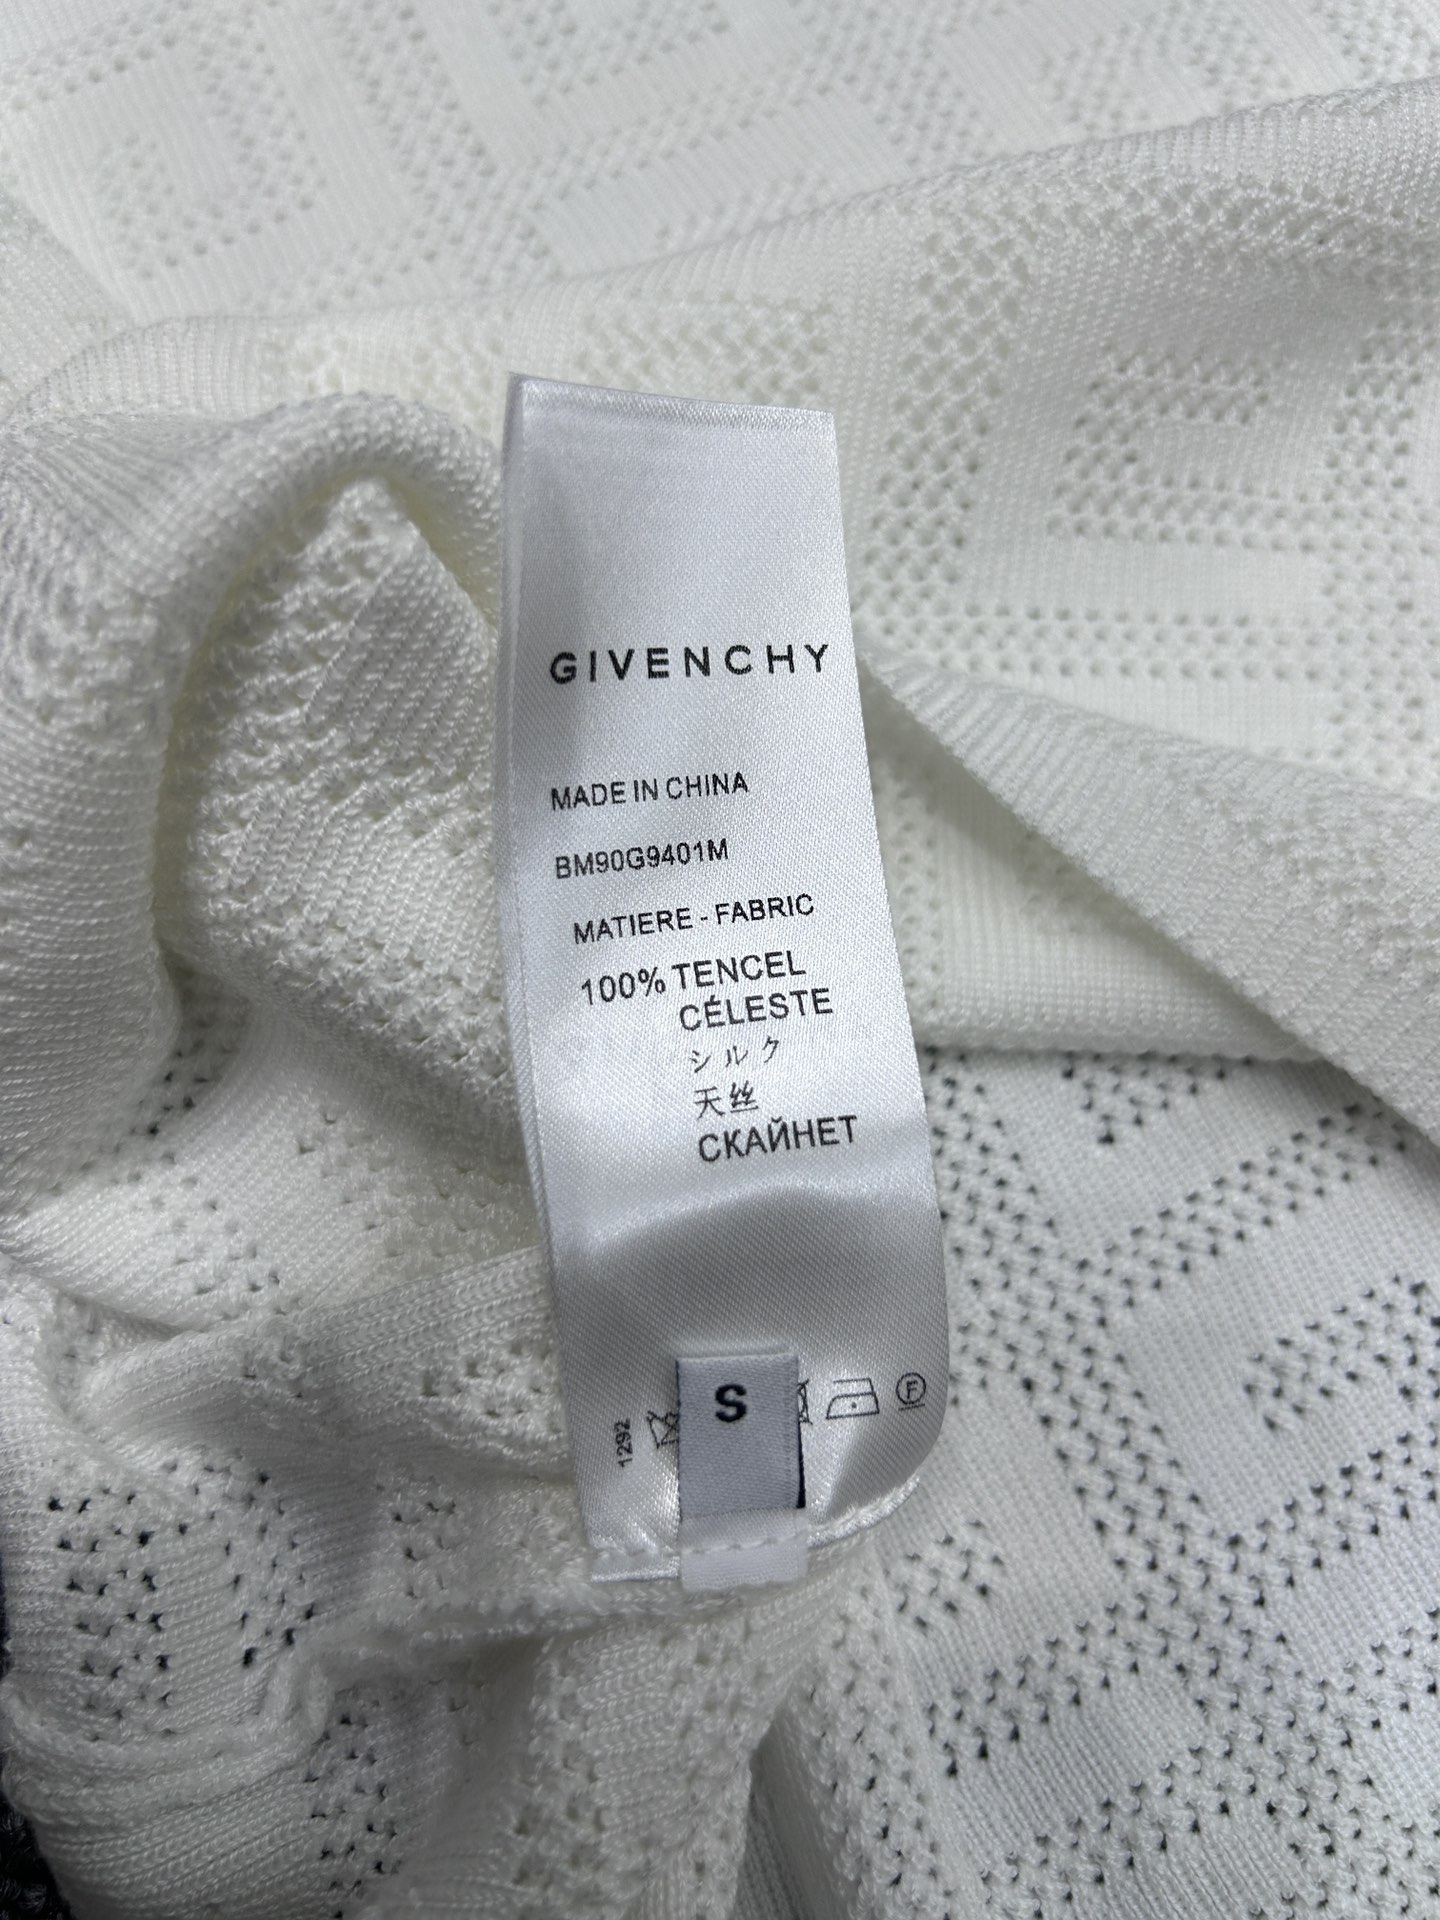 GIVENCHY
MADE IN CHINA
BM90G9401M
MATIERE - FABRIC
100% TENCEL
CÉLESTE
シルク
天丝
СКАЙНЕТ
S
F
1292